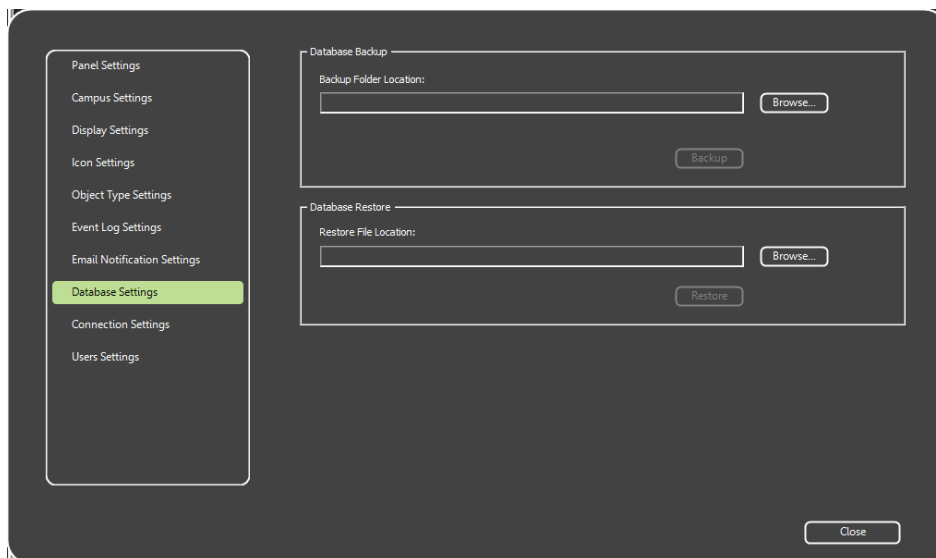 Panel Settings
Campus Settings
Display Settings
Icon Settings
Object Type Settings
Event Log Settings
Email Notification Settings
Database Settings
Connection Settings
Users Settings
Database Backup
Backup Folder Location:
Browse...
Backup
Database Restore
Restore File Location:
Browse...
Restore
Close